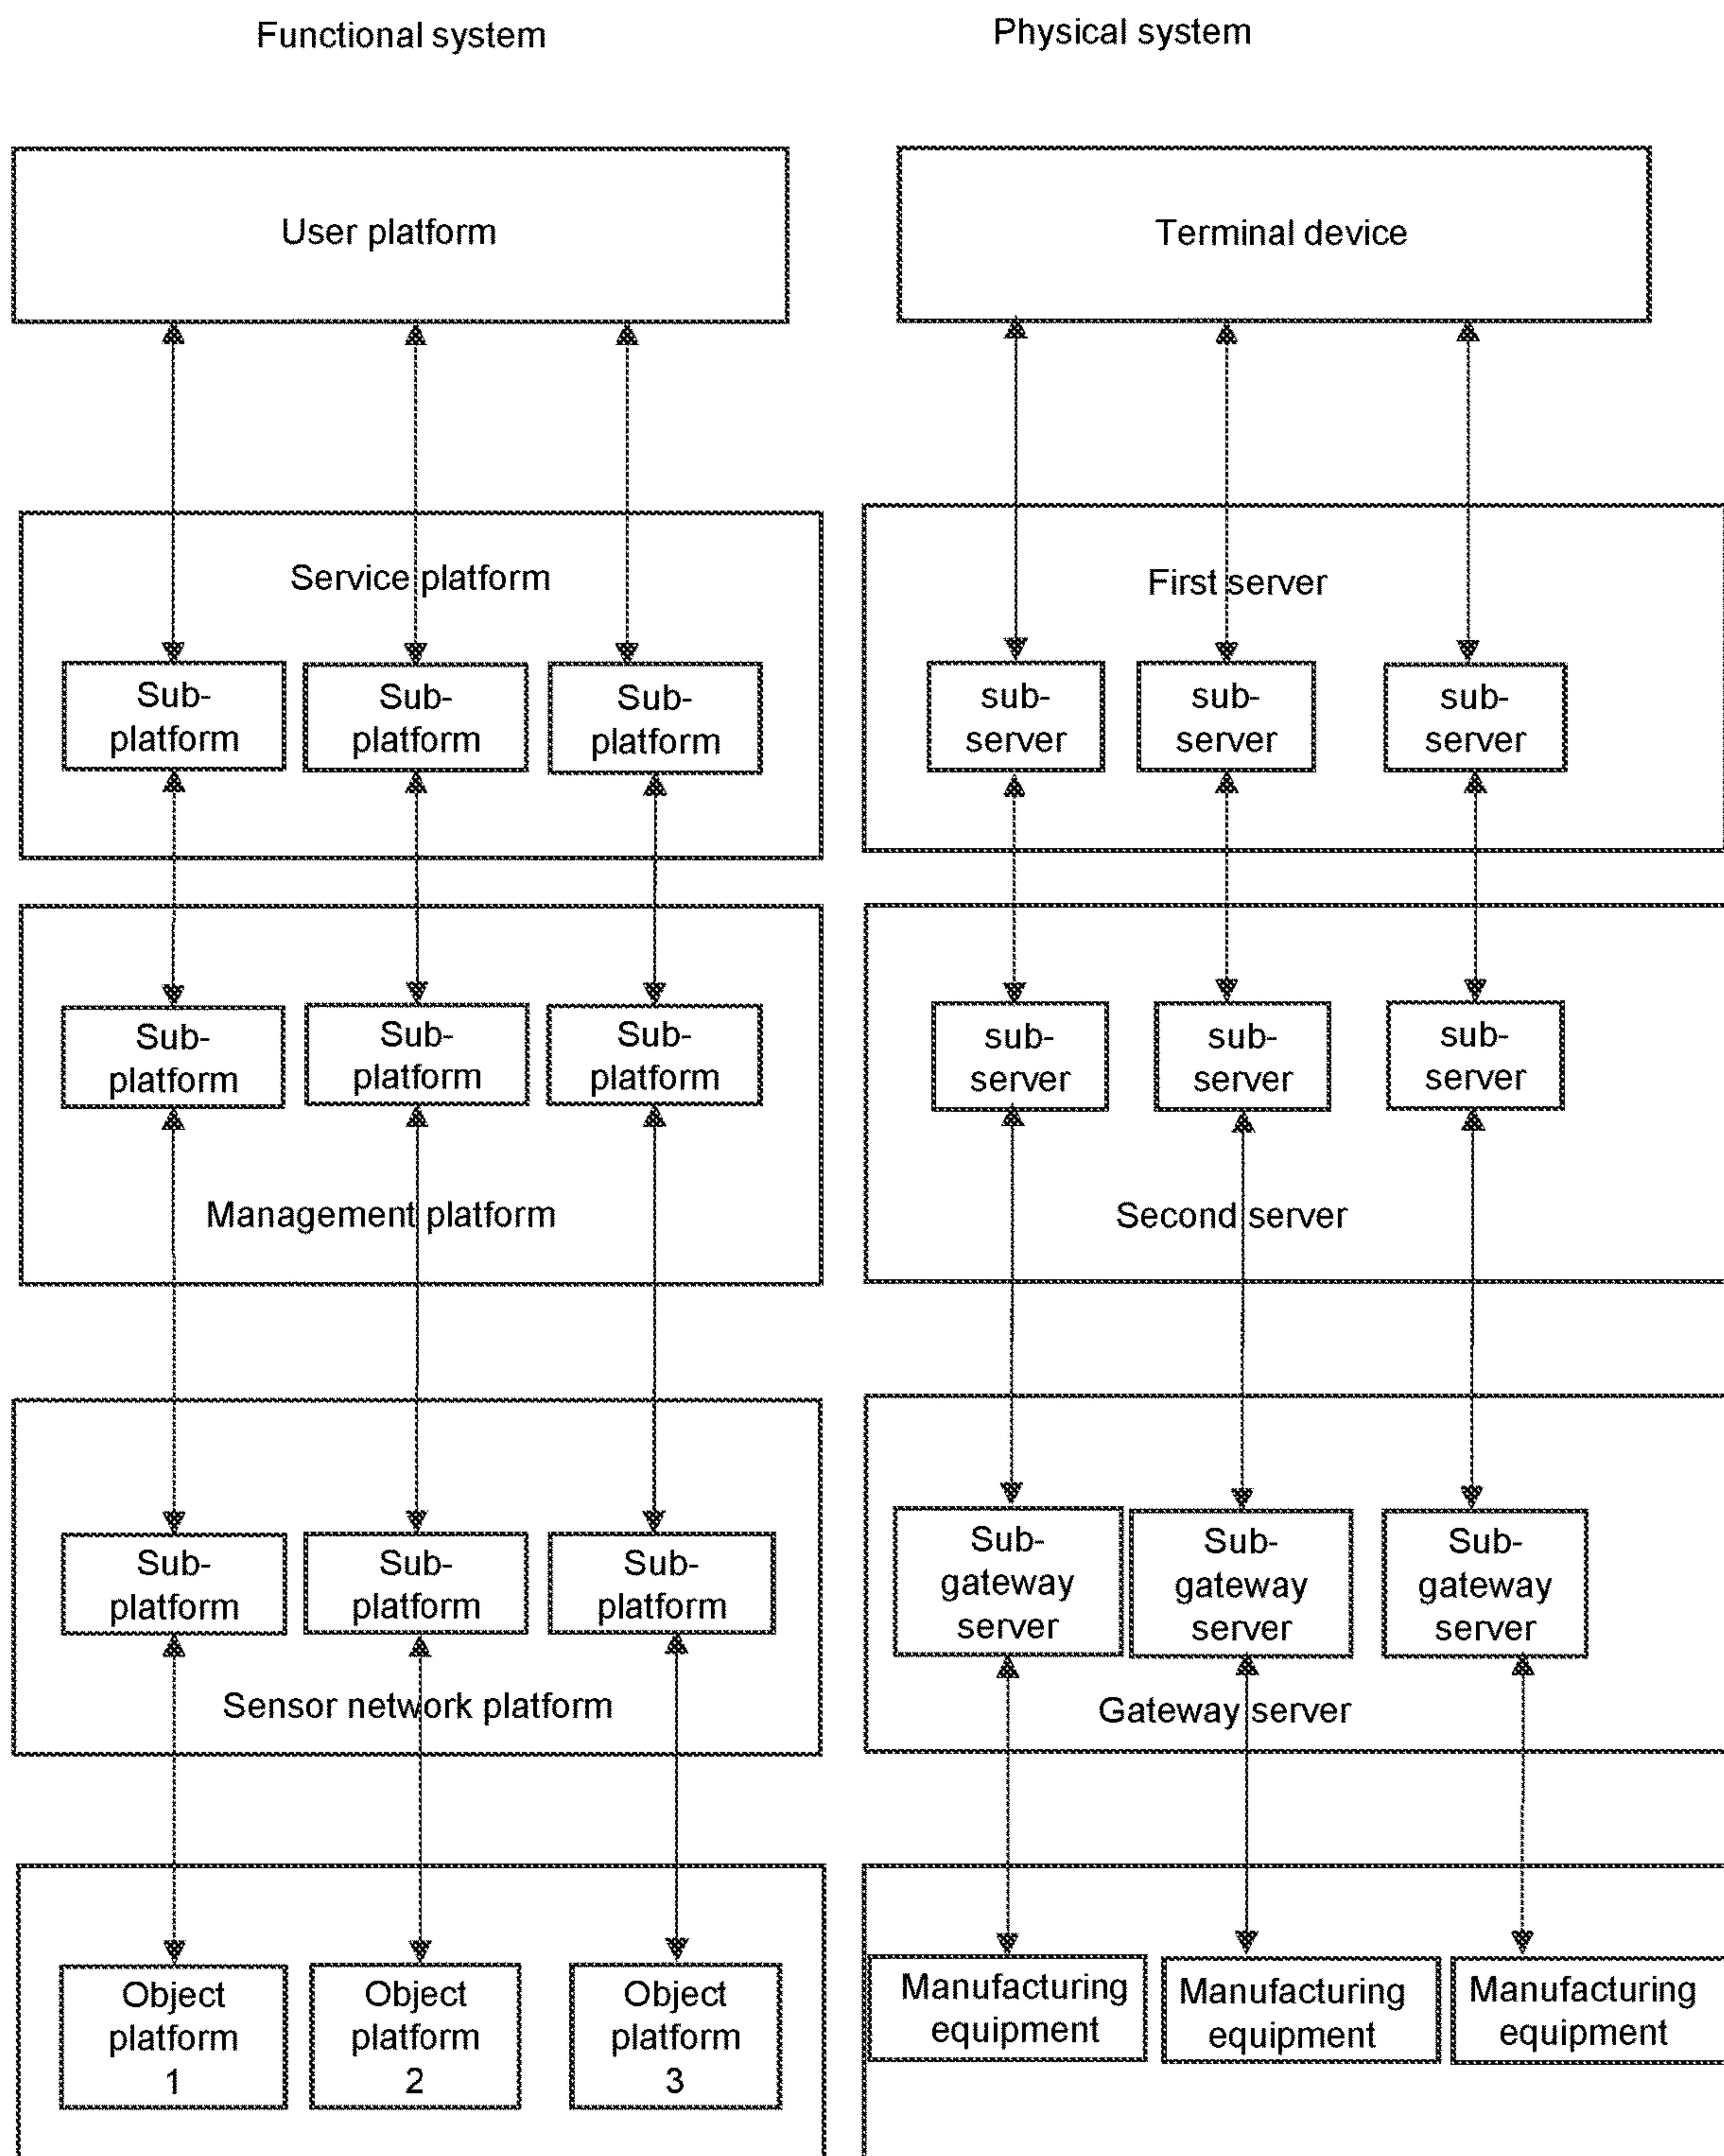 Functional system
Physical system
User platform
Terminal device
Service platform
First server
Sub-
platform
Sub-
platform
Sub-
platform
sub-
server
sub-
server
sub-
server
Sub-
platform
Sub-
platform
Sub-
platform
sub-
server
sub-
server
sub-
server
Management platform
Second server
Sub-
platform
Sub-
platform
Sub-
platform
Sub-
gateway
server
Sub-
gateway
server
Sub-
gateway
server
Sensor network platform
Gateway server
Object
platform
1
Object
platform
2
Object
platform
3
Manufacturing
equipment
Manufacturing
equipment
Manufacturing
equipment